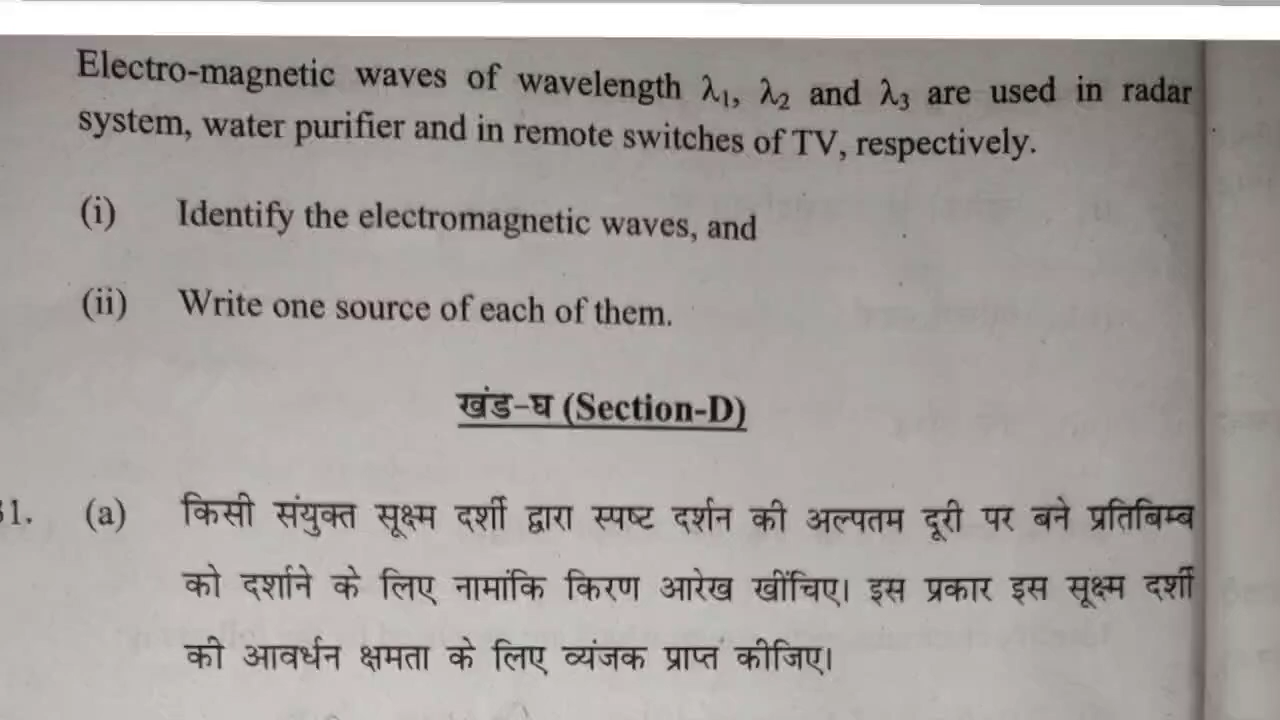 Electro-magnetic waves of wavelength λ₁, λ₂ and λ₃ are used in radar
system, water purifier and in remote switches of TV, respectively.
(i) Identify the electromagnetic waves, and
(ii) Write one source of each of them.
खंड-घ (Section-D)
31. (a) किसी संयुक्त सूक्ष्म दर्शी द्वारा स्पष्ट दर्शन की अल्पतम दूरी पर बने प्रतिबिम्ब
को दर्शाने के लिए नामांकि किरण आरेख खींचिए। इस प्रकार इस सूक्ष्म दर्शी
की आवर्धन क्षमता के लिए व्यंजक प्राप्त कीजिए।